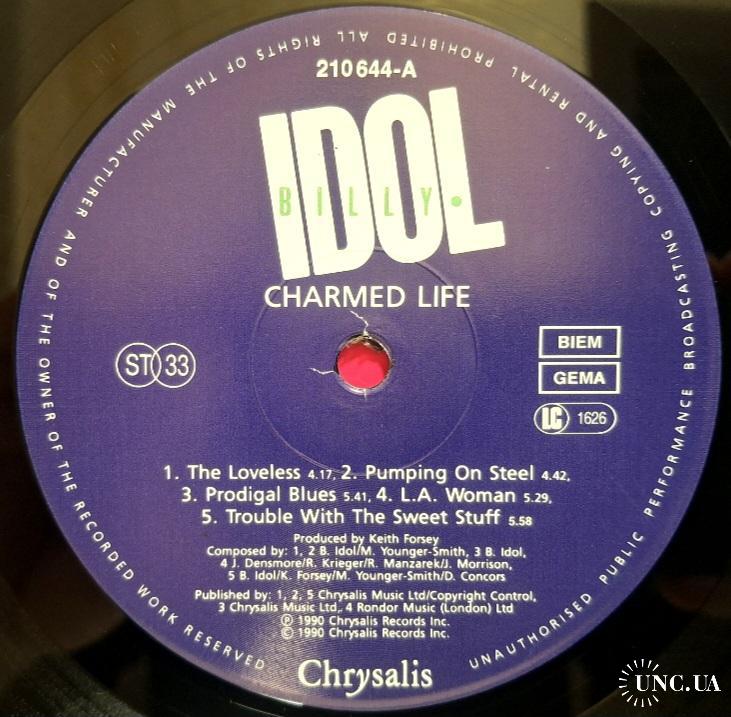 ALL RIGHTS OF THE MANUFACTURER AND OF THE OWNER OF THE RECORDED WORK RESERVED
UNAUTHORISED PUBLIC PERFORMANCE BROADCASTING COPYING AND RENTAL PROHIBITED
210644-A
IDOL
BILLY
CHARMED LIFE
ST 33
BIEM
GEMA
LC 1626
1. The Loveless 4.17, 2. Pumping On Steel 4.42,
3. Prodigal Blues 5.41, 4. L.A. Woman 5.29,
5. Trouble With The Sweet Stuff 5.58
Produced by Keith Forsey
Composed by: 1, 2 B. Idol/M. Younger-Smith, 3 B. Idol,
4 J. Densmore/R. Krieger/R. Manzarek/J. Morrison,
5 B. Idol/K. Forsey/M. Younger-Smith/D. Concors
Published by: 1, 2, 5 Chrysalis Music Ltd/Copyright Control,
3 Chrysalis Music Ltd,. 4 Rondor Music (London) Ltd
Ⓟ 1990 Chrysalis Records Inc.
© 1990 Chrysalis Records Inc.
Chrysalis
UNC.UA